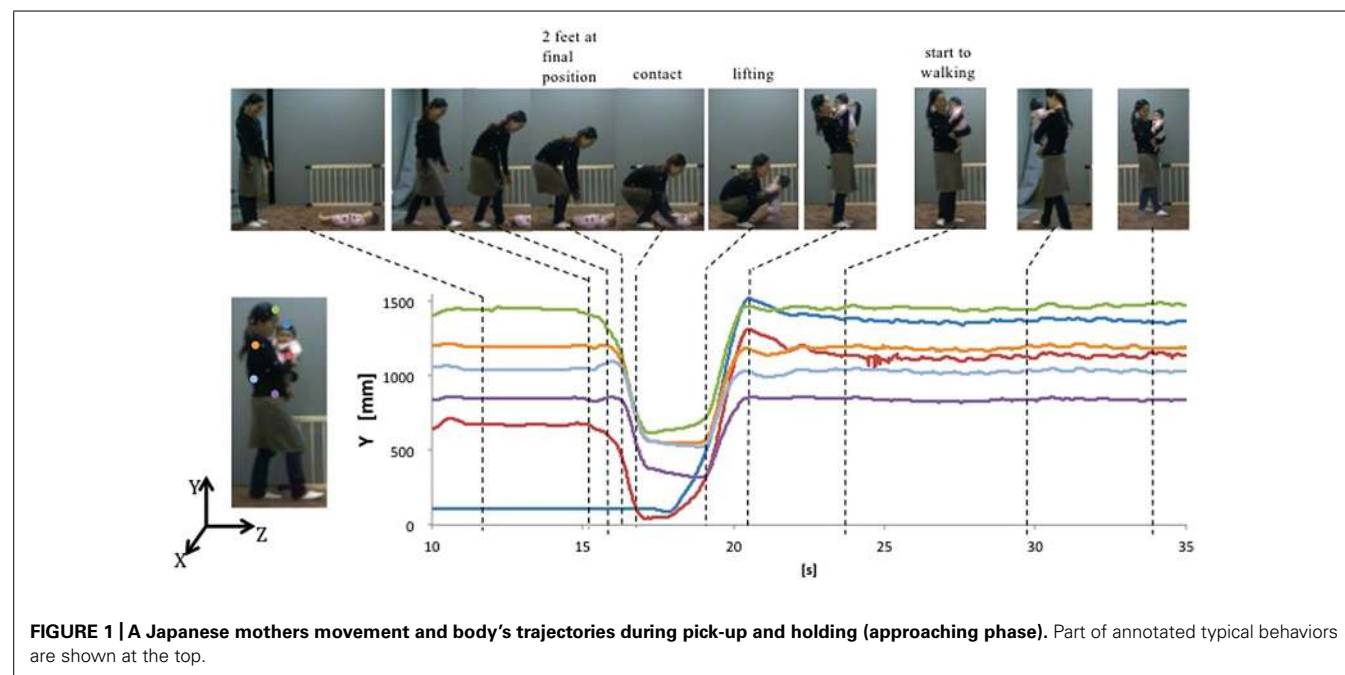 2 feet at
final
position
contact
lifting
start to
walking
1500
1000
500
0
Y [mm]
10
15
20
25
30
35
[s]
Y
Z
X
FIGURE 1 | A Japanese mothers movement and body’s trajectories during pick-up and holding (approaching phase). Part of annotated typical behaviors
are shown at the top.